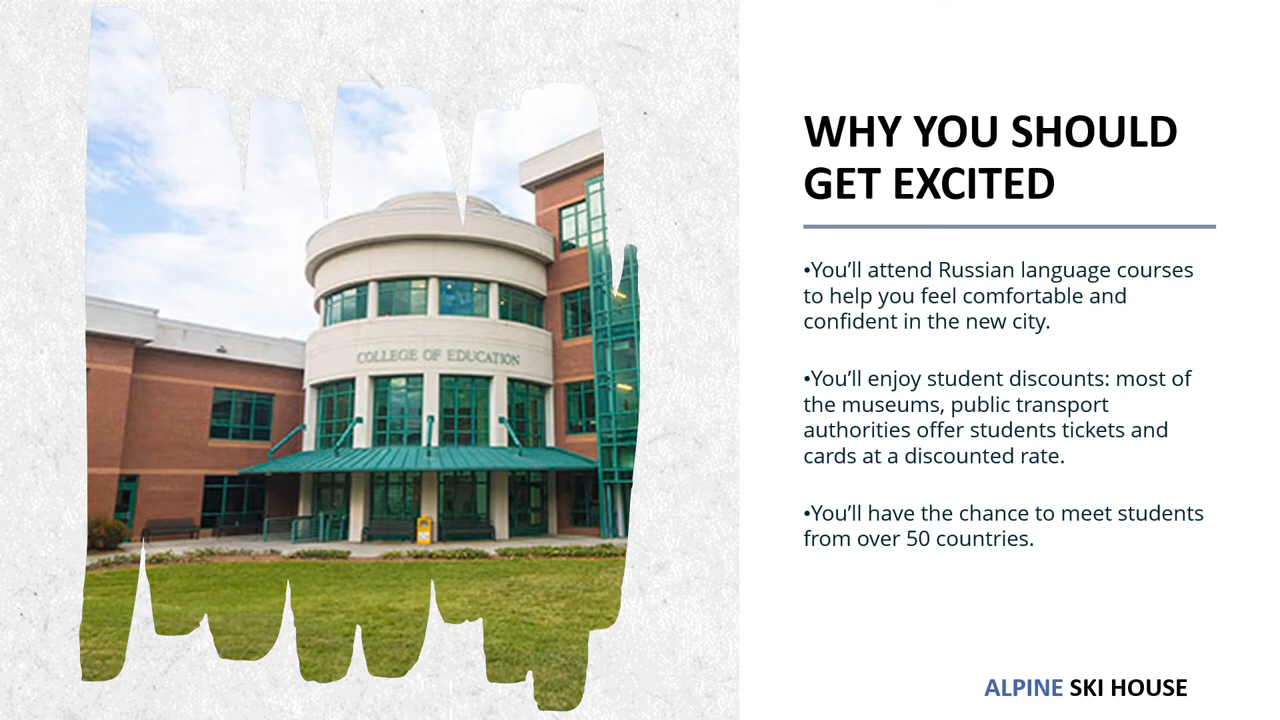 COLLEGE OF EDUCATION
WHY YOU SHOULD
GET EXCITED
•You’ll attend Russian language courses
to help you feel comfortable and
confident in the new city.
•You’ll enjoy student discounts: most of
the museums, public transport
authorities offer students tickets and
cards at a discounted rate.
•You’ll have the chance to meet students
from over 50 countries.
ALPINE SKI HOUSE